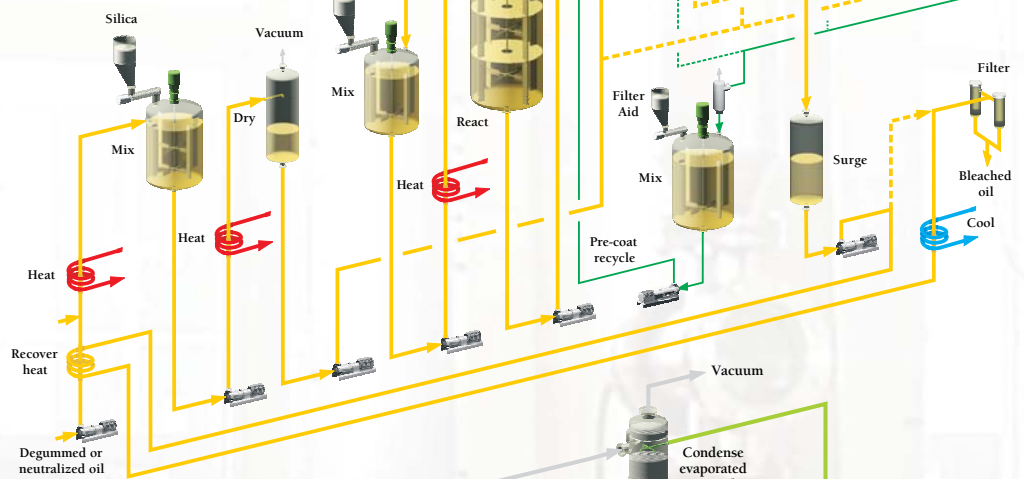 Silica
Vacuum
Mix
Dry
Mix
React
Heat
Heat
Heat
Filter
Aid
Mix
Surge
Filter
Bleached
oil
Cool
Pre-coat
recycle
Recover
heat
Degummed or
neutralized oil
Vacuum
Condense
evaporated